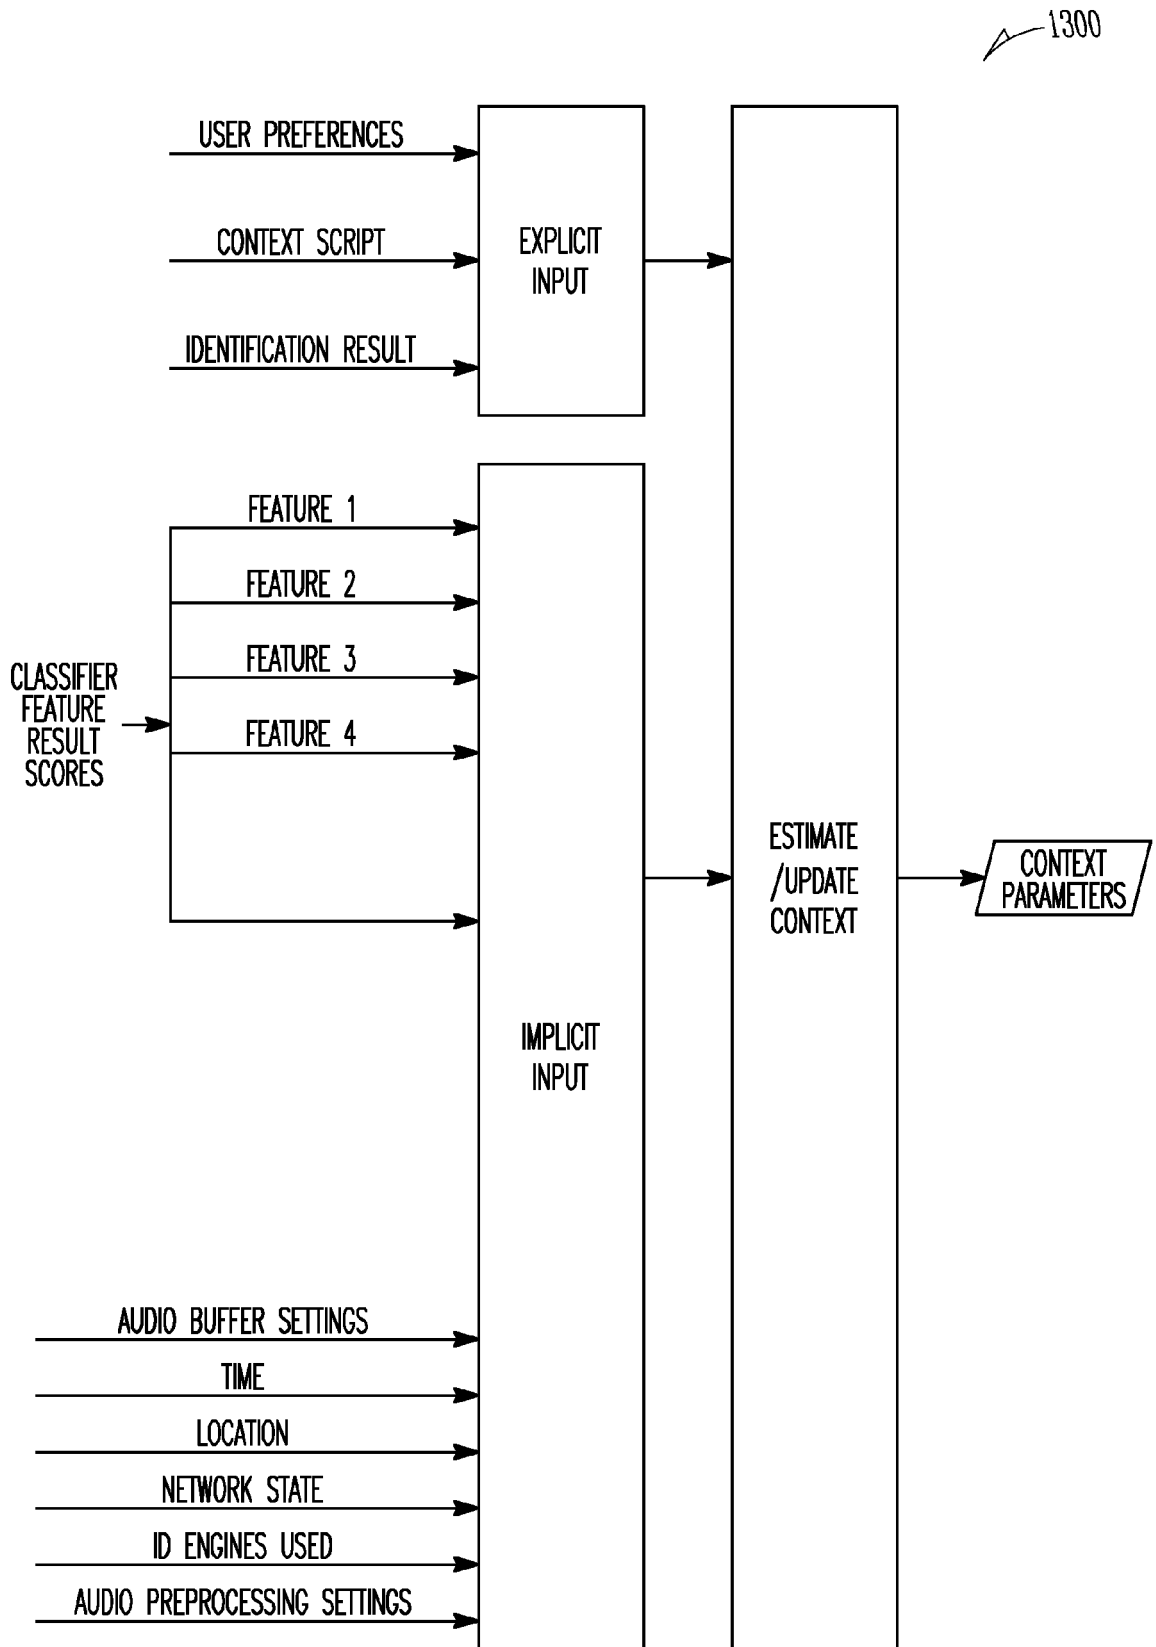 1300
USER PREFERENCES
CONTEXT SCRIPT
IDENTIFICATION RESULT
EXPLICIT
INPUT
FEATURE 1
FEATURE 2
FEATURE 3
FEATURE 4
CLASSIFIER
FEATURE
RESULT
SCORES
IMPLICIT
INPUT
ESTIMATE
/UPDATE
CONTEXT
CONTEXT
PARAMETERS
AUDIO BUFFER SETTINGS
TIME
LOCATION
NETWORK STATE
ID ENGINES USED
AUDIO PREPROCESSING SETTINGS